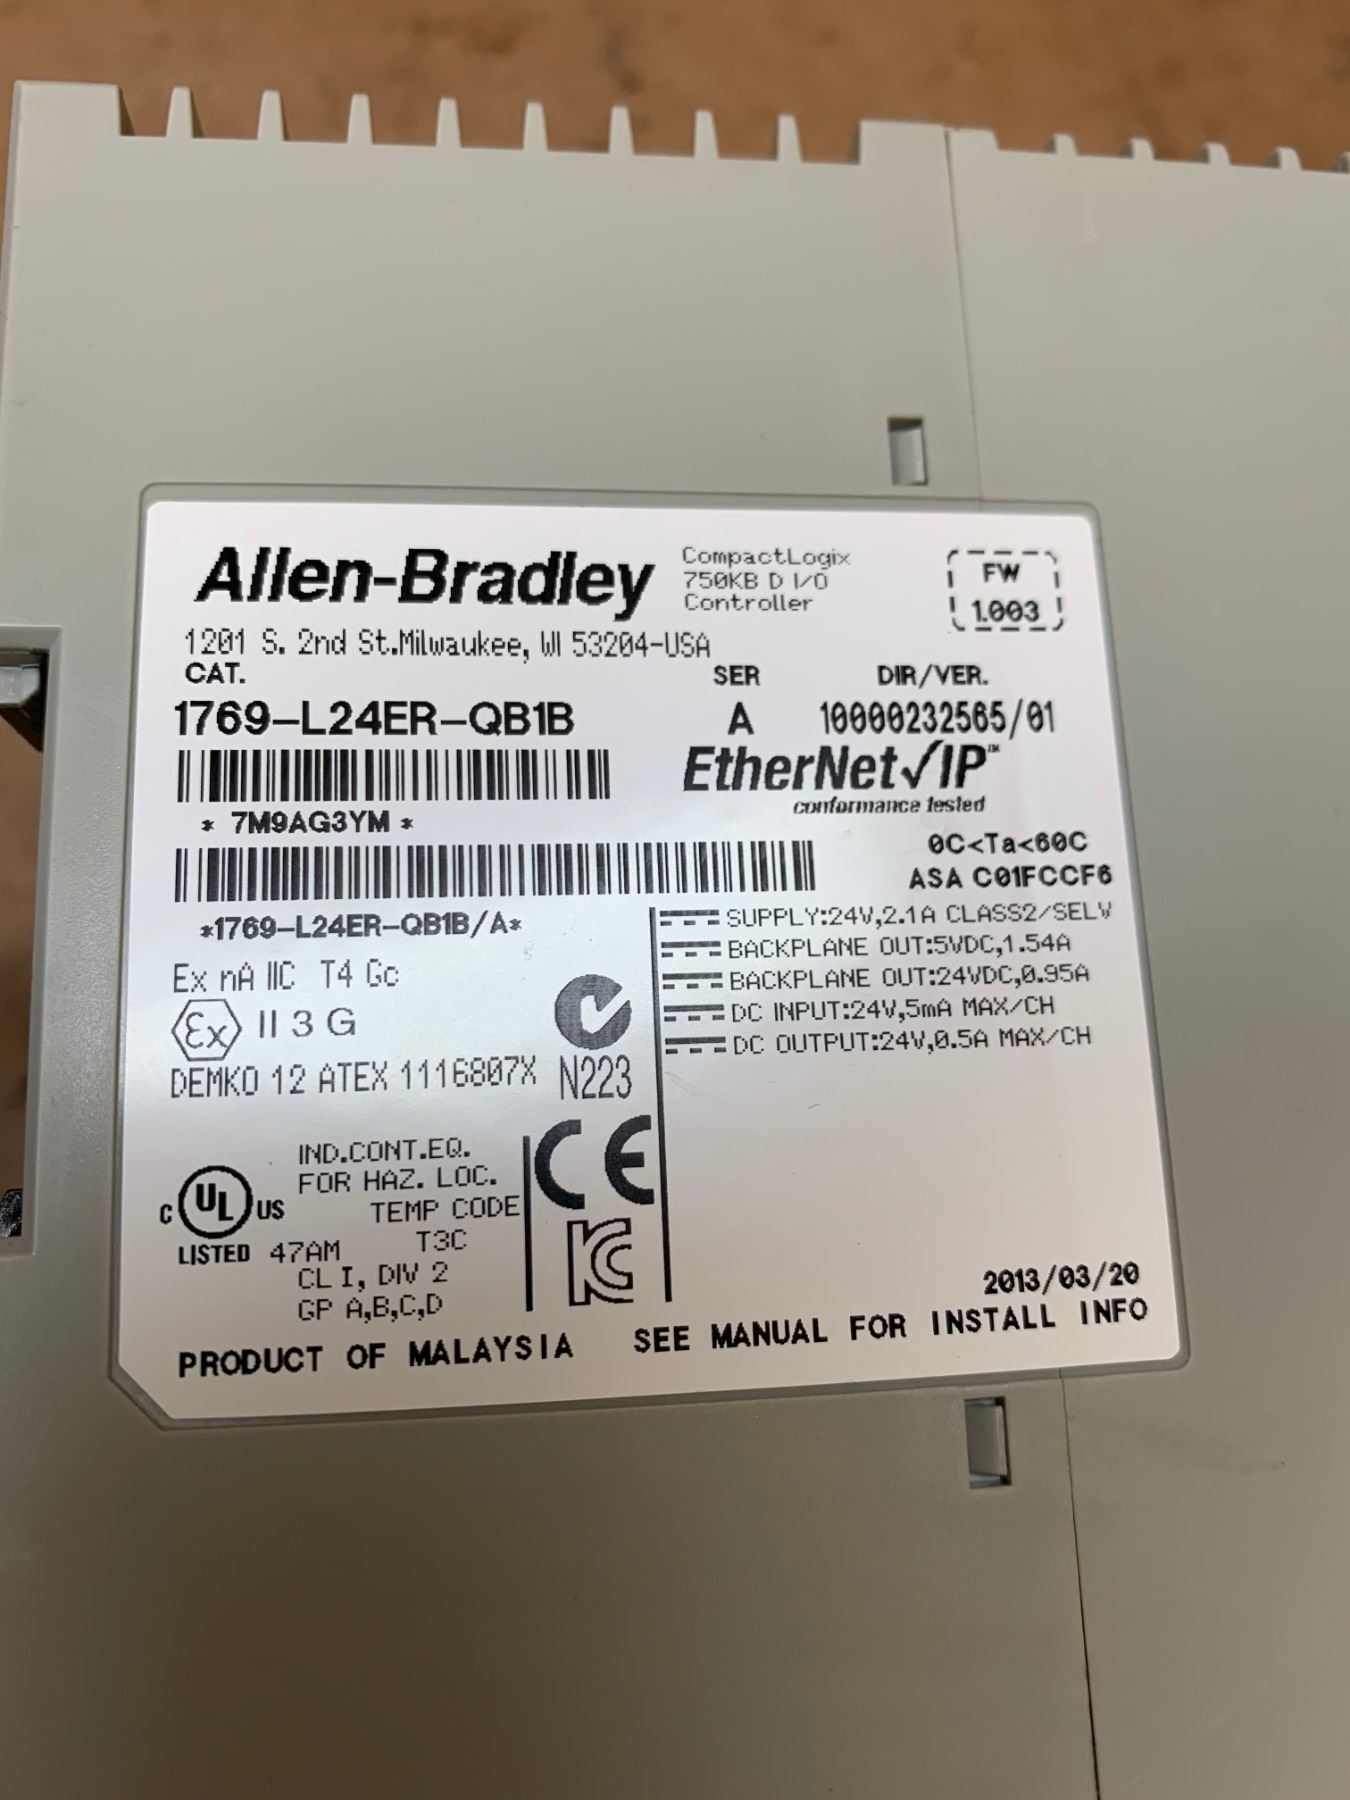 Allen-Bradley
CompactLogix
750KB D I/O
Controller
FW
1.003
1201 S. 2nd St.Milwaukee, WI 53204-USA
CAT.
SER
DIR/VER.
1769-L24ER-QB1B
A
10000232565/01
EtherNet/IP™
conformance tested
* 7M9AG3YM *
0C<Ta<60C
ASA C01FCCF6
*1769-L24ER-QB1B/A*
SUPPLY:24V,2.1A CLASS2/SELV
BACKPLANE OUT:5VDC,1.54A
BACKPLANE OUT:24VDC,0.95A
DC INPUT:24V,5mA MAX/CH
DC OUTPUT:24V,0.5A MAX/CH
Ex nA IIC T4 Gc
Ex II 3 G
DEMKO 12 ATEX 1116807X
N223
IND.CONT.EQ.
FOR HAZ. LOC.
TEMP CODE
T3C
C UL US
LISTED 47AM
CL I, DIV 2
GP A,B,C,D
CE
KC
2013/03/20
PRODUCT OF MALAYSIA SEE MANUAL FOR INSTALL INFO